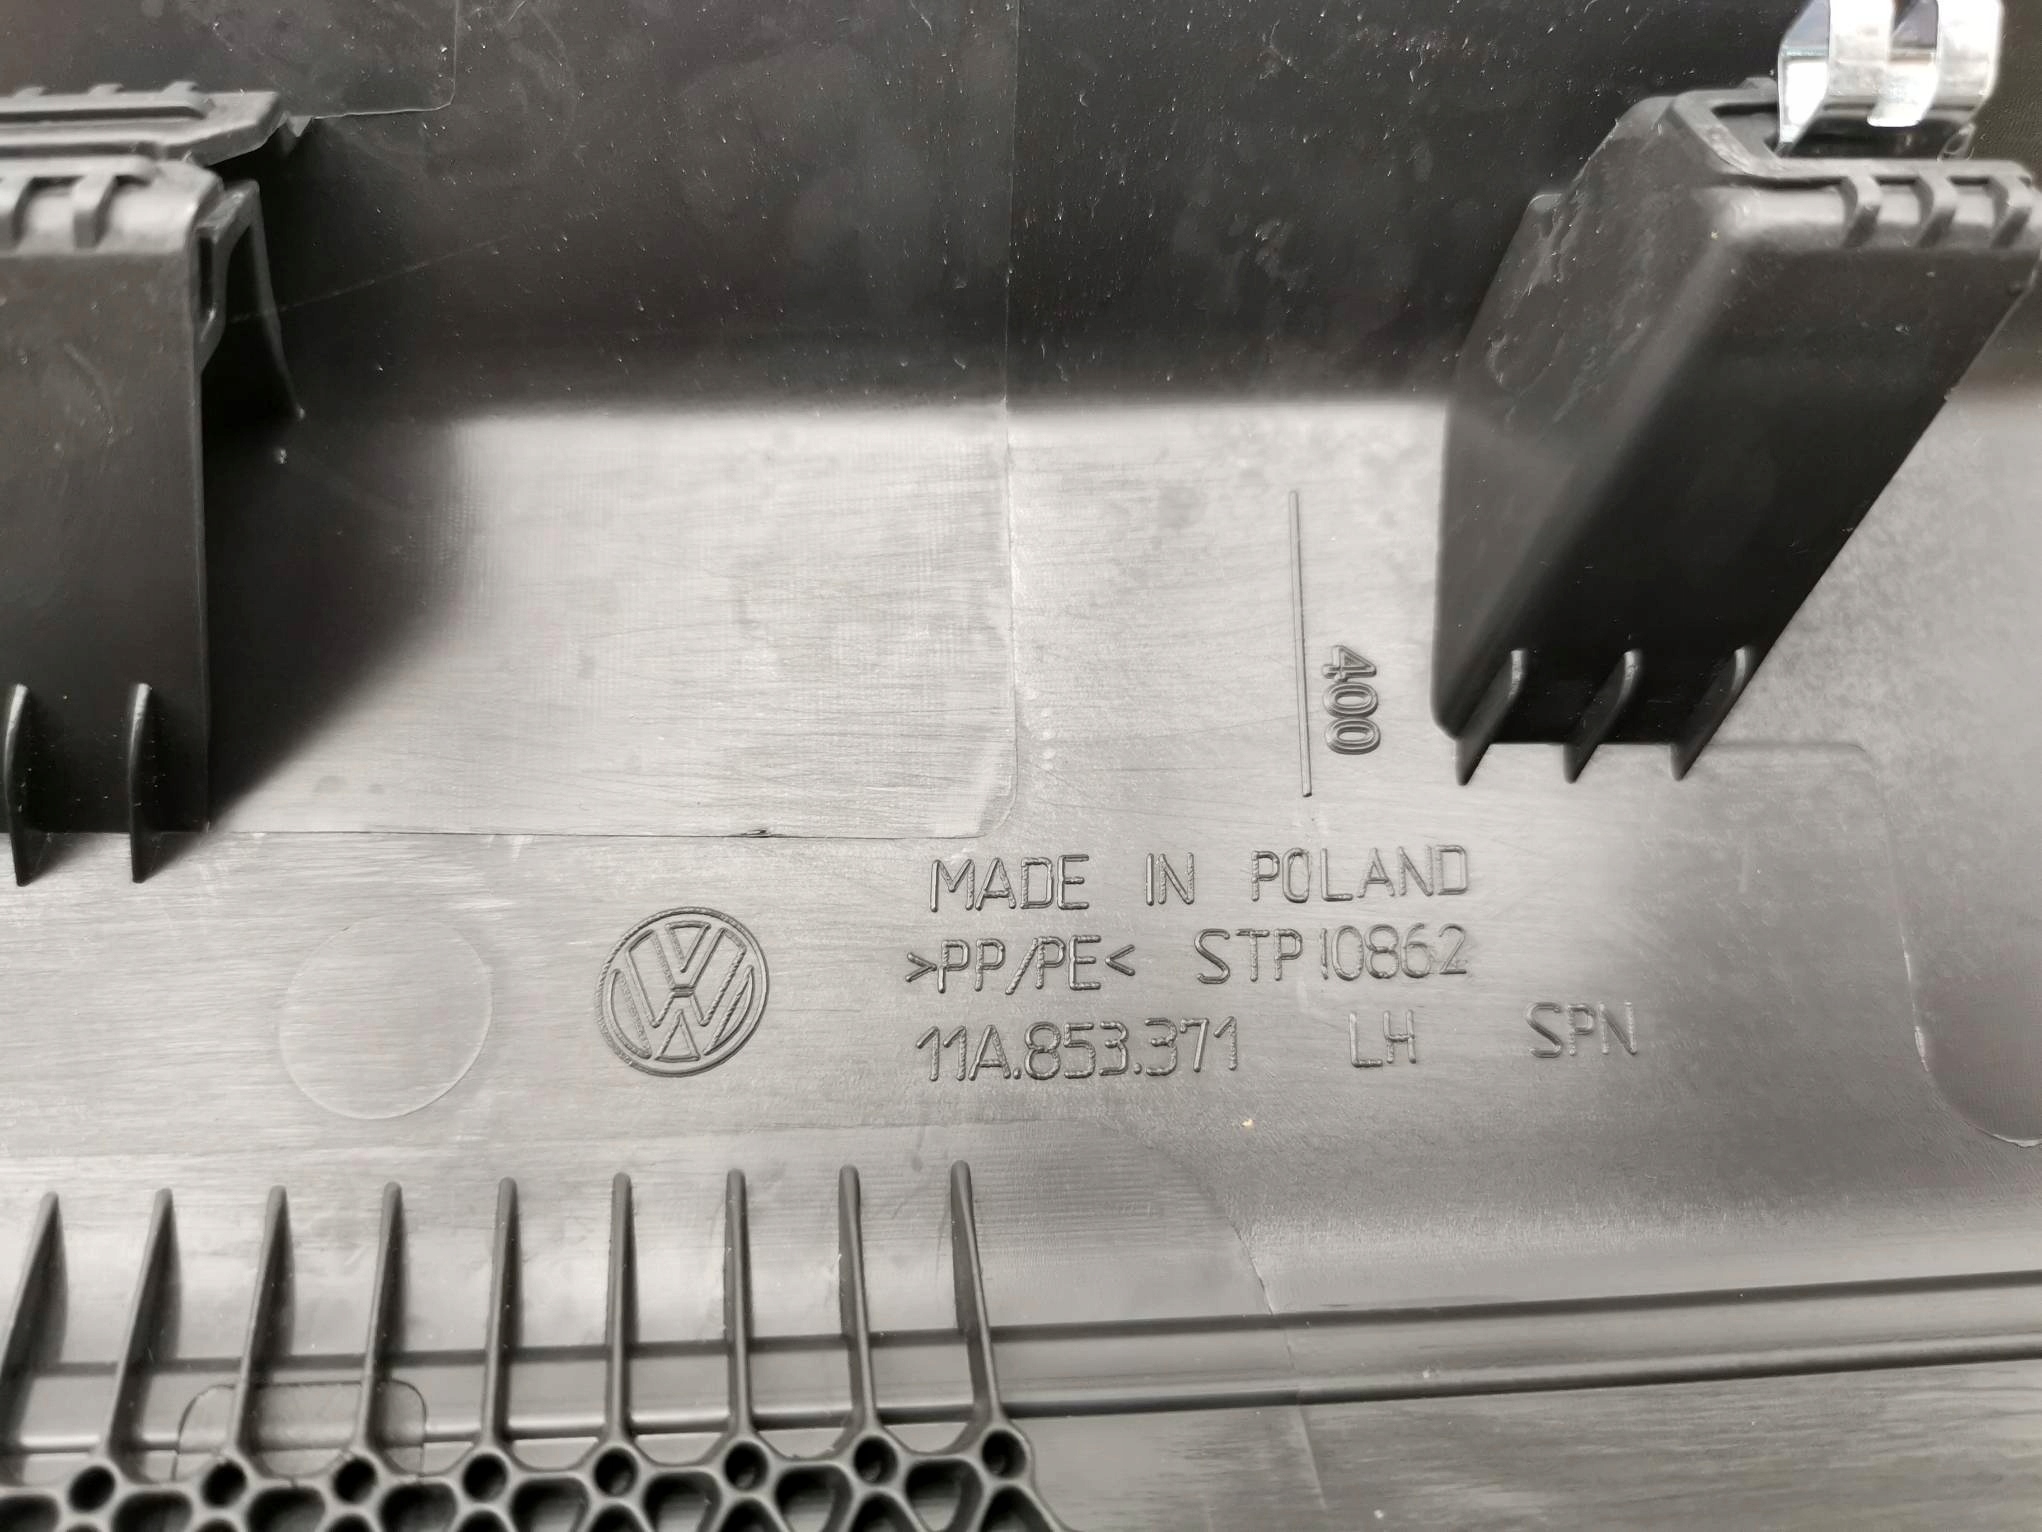 400
MADE IN POLAND
>PP/PE< STP10862
11A.853.371 LH SPN